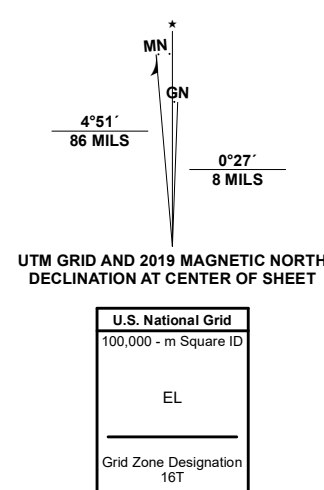 MN
GN
4°51´
86 MILS
0°27´
8 MILS
UTM GRID AND 2019 MAGNETIC NORTH
DECLINATION AT CENTER OF SHEET
U.S. National Grid
100,000 - m Square ID
EL
Grid Zone Designation
16T